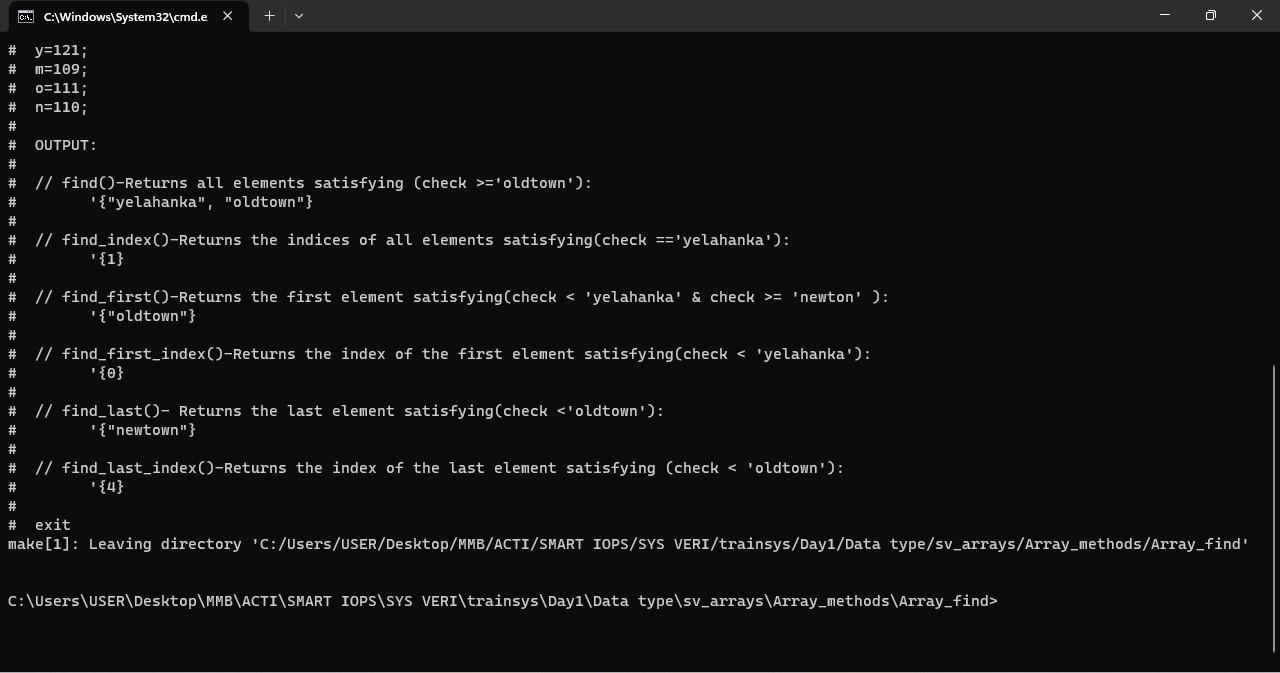 C:\Windows\System32\cmd.e
#  y=121;
#  m=109;
#  o=111;
#  n=110;
#
#  OUTPUT:
#
#  // find()-Returns all elements satisfying (check >='oldtown'):
#        '{"yelahanka", "oldtown"}
#
#  // find_index()-Returns the indices of all elements satisfying(check =='yelahanka'):
#        '{1}
#
#  // find_first()-Returns the first element satisfying(check < 'yelahanka' & check >= 'newton' ):
#        '{"oldtown"}
#
#  // find_first_index()-Returns the index of the first element satisfying(check < 'yelahanka'):
#        '{0}
#
#  // find_last()- Returns the last element satisfying(check <'oldtown'):
#        '{"newtown"}
#
#  // find_last_index()-Returns the index of the last element satisfying (check < 'oldtown'):
#        '{4}
#
#  exit
make[1]: Leaving directory 'C:/Users/USER/Desktop/MMB/ACTI/SMART IOPS/SYS VERI/trainsys/Day1/Data type/sv_arrays/Array_methods/Array_find'
C:\Users\USER\Desktop\MMB\ACTI\SMART IOPS\SYS VERI\trainsys\Day1\Data type\sv_arrays\Array_methods\Array_find>